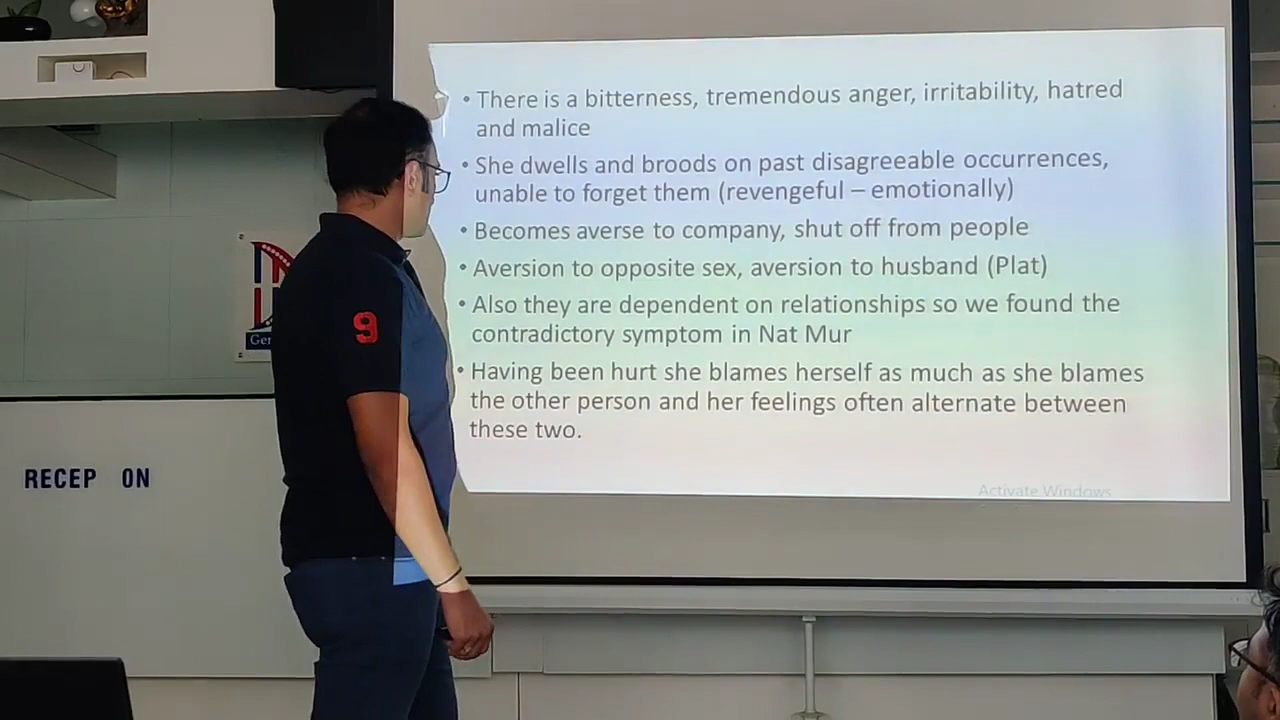 • There is a bitterness, tremendous anger, irritability, hatred
and malice
• She dwells and broods on past disagreeable occurrences,
unable to forget them (revengeful – emotionally)
• Becomes averse to company, shut off from people
• Aversion to opposite sex, aversion to husband (Plat)
• Also they are dependent on relationships so we found the
contradictory symptom in Nat Mur
• Having been hurt she blames herself as much as she blames
the other person and her feelings often alternate between
these two.
Activate Windows
9
RECEP ON